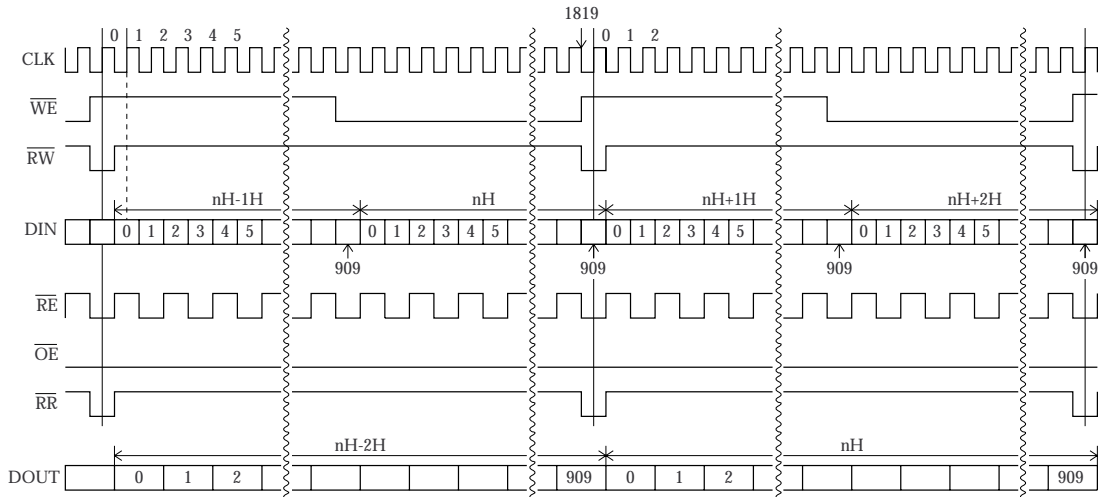 1819
0 1 2 3 4 5 0 1 2
CLK
WE
RW
nH-1H nH nH+1H nH+2H
DIN 0 1 2 3 4 5 0 1 2 3 4 5 0 1 2 3 4 5 0 1 2 3 4 5
909 909 909 909
RE
OE
RR
nH-2H nH
DOUT 0 1 2 909 0 1 2 909